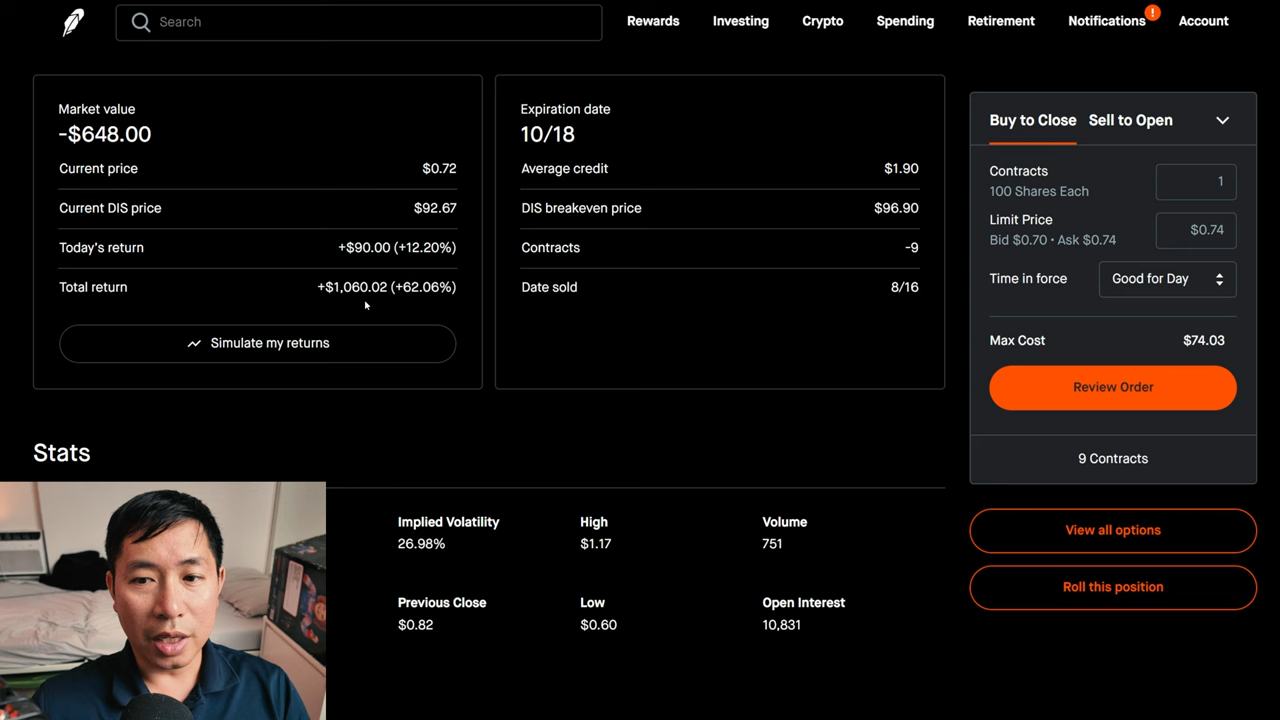 Search
Rewards
Investing
Crypto
Spending
Retirement
Notifications
!
Account
Market value
-$648.00
Current price $0.72
Current DIS price $92.67
Today's return +$90.00 (+12.20%)
Total return +$1,060.02 (+62.06%)
Simulate my returns
Expiration date
10/18
Average credit $1.90
DIS breakeven price $96.90
Contracts -9
Date sold 8/16
Buy to Close Sell to Open
Contracts
100 Shares Each
1
Limit Price
Bid $0.70 • Ask $0.74
$0.74
Time in force Good for Day
Max Cost $74.03
Review Order
9 Contracts
View all options
Roll this position
Stats
Implied Volatility High Volume
26.98% $1.17 751
Previous Close Low Open Interest
$0.82 $0.60 10,831